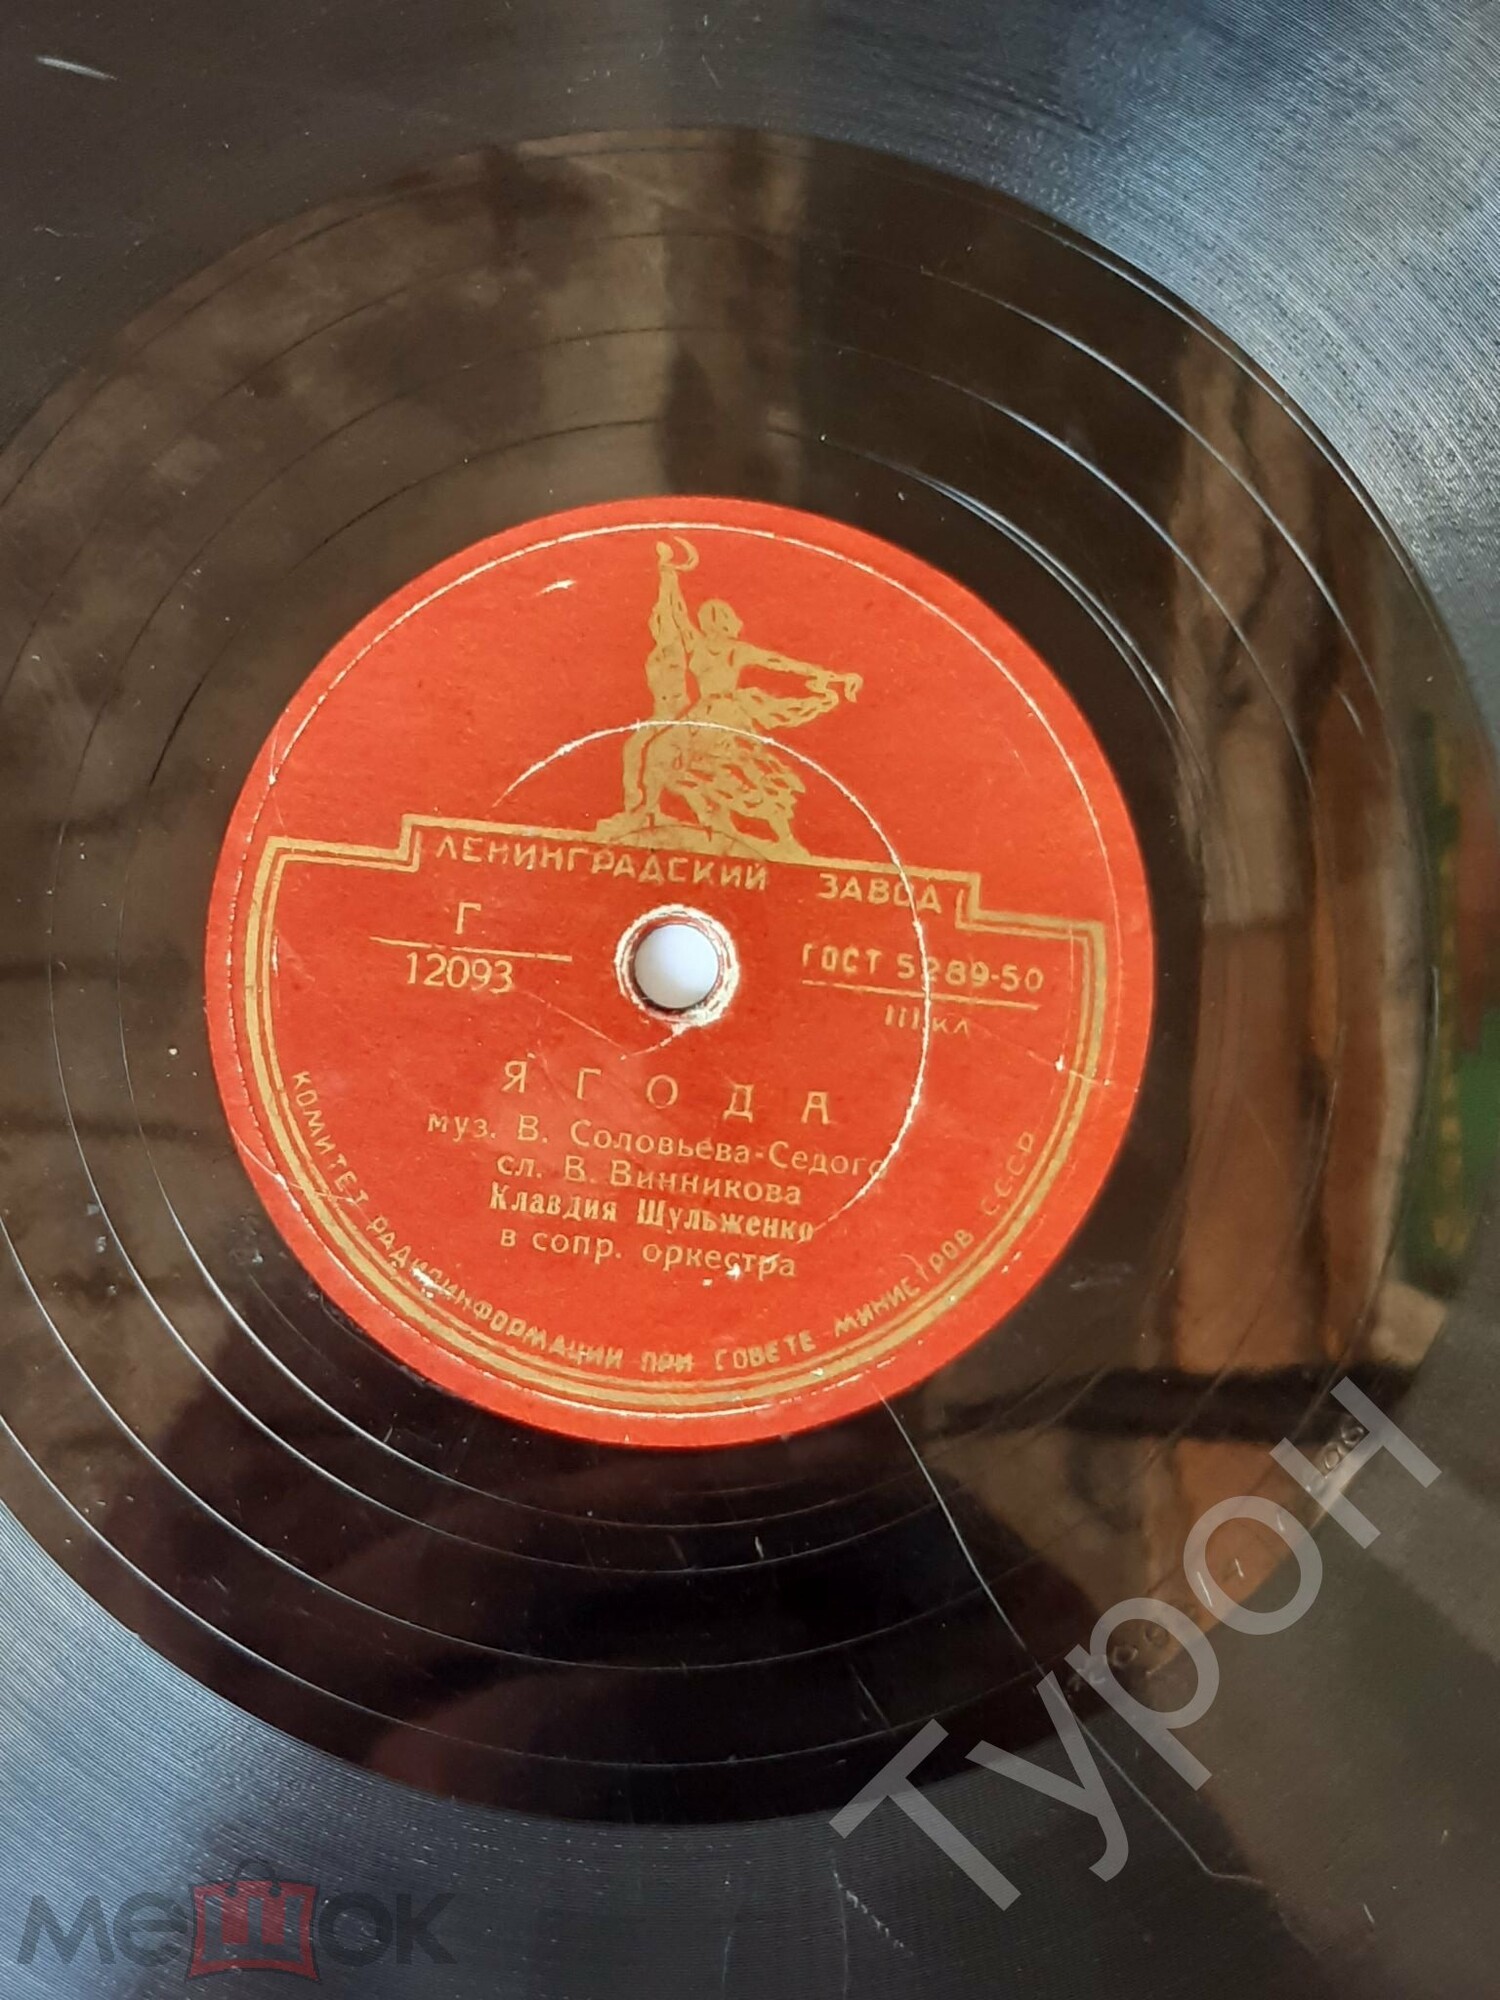 ЛЕНИНГРАДСКИЙ ЗАВОД
Г
12093
ГОСТ 5289-50
III кл
ЯГОДА
муз. В. Соловьева-Седого
сл. В. Винникова
Клавдия Шульженко
в сопр. оркестра
КОМИТЕТ РАДИОИНФОРМАЦИИ ПРИ СОВЕТЕ МИНИСТРОВ СССР
Турон
мешок